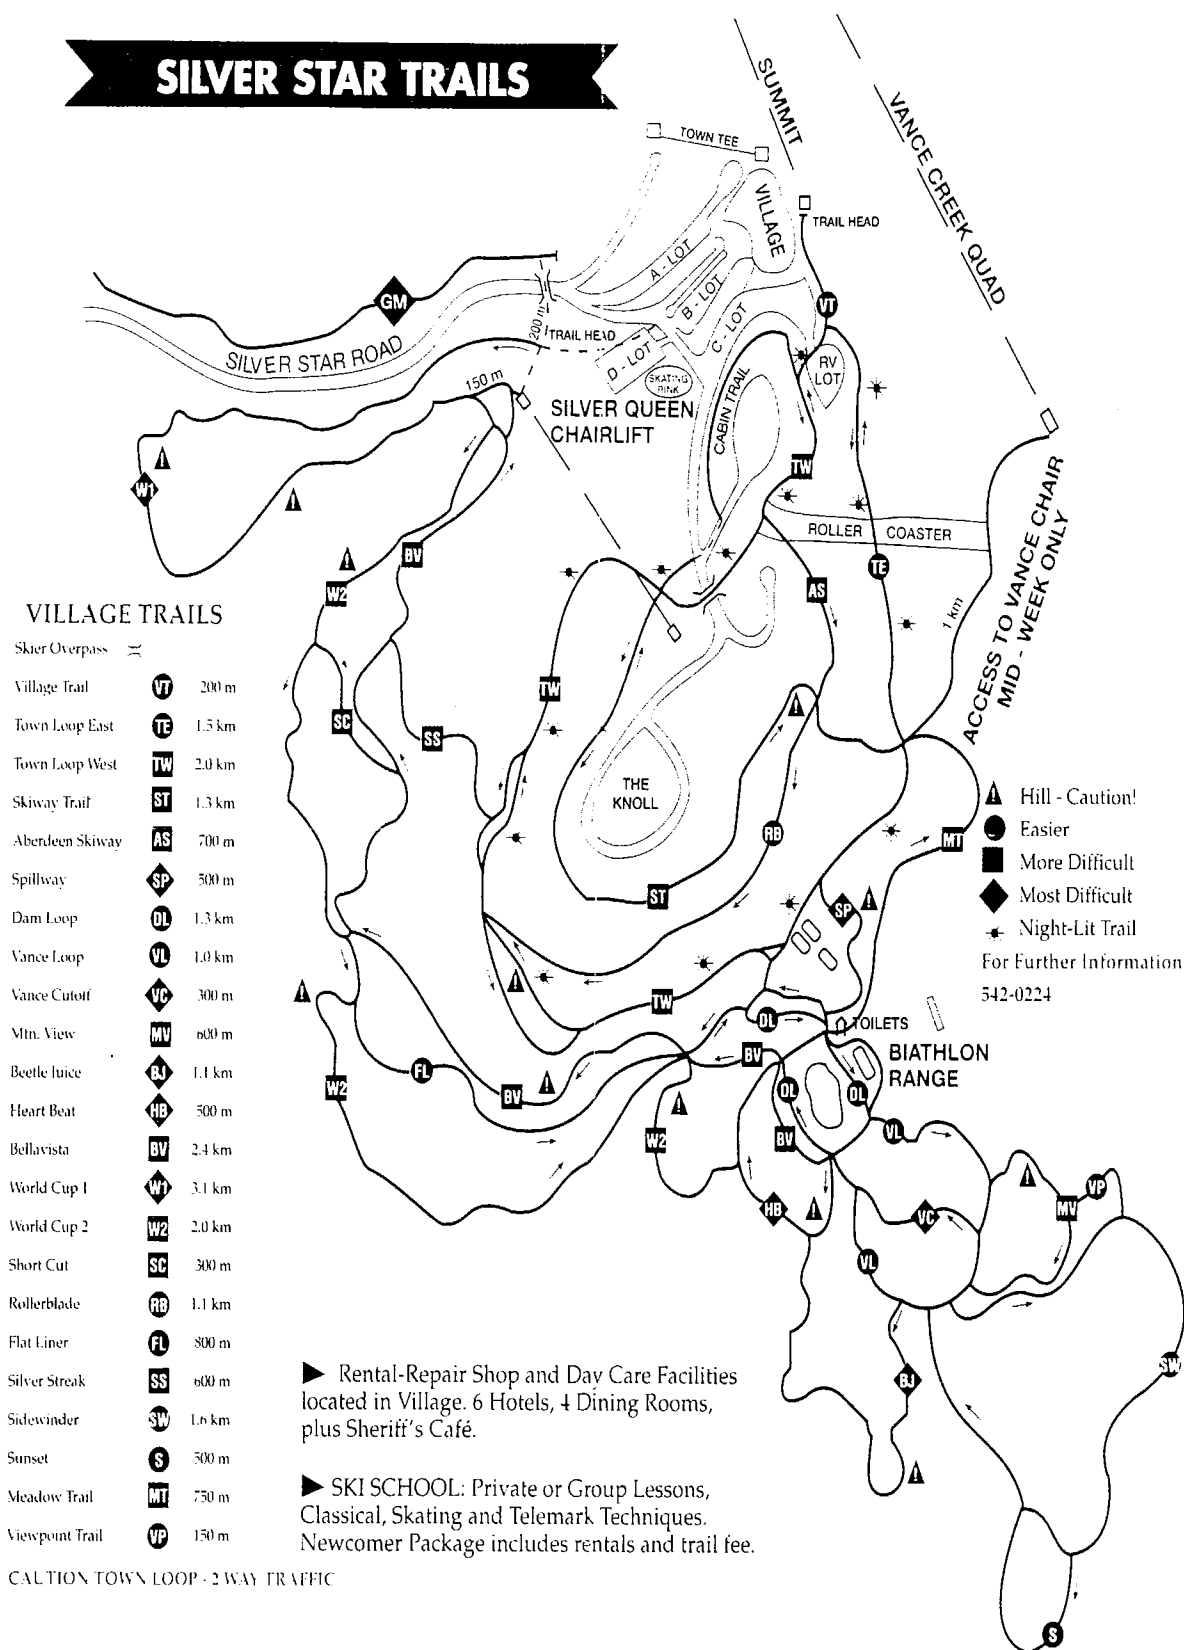 SILVER STAR TRAILS
SUMMIT
VANCE CREEK QUAD
TOWN TEE
VILLAGE
TRAIL HEAD
VT
A - LOT
B - LOT
C - LOT
D - LOT
GM
SILVER STAR ROAD
200 m
TRAIL HEAD
SKATING
RINK
RV
LOT
150 m
SILVER QUEEN
CHAIRLIFT
CABIN TRAIL
TW
W1
ROLLER COASTER
BV
TE
W2
AS
1 km
ACCESS TO VANCE CHAIR
MID - WEEK ONLY
TW
SC
SS
THE
KNOLL
RB
MT
ST
SP
TW
DL
TOILETS
BIATHLON
RANGE
BV
FL
W2
BV
DL
DL
VL
W2
BV
HB
VC
MV
VP
VL
BJ
SW
S
VILLAGE TRAILS
Skier Overpass
Village Trail VT 200 m
Town Loop East TE 1.5 km
Town Loop West TW 2.0 km
Skiway Trail ST 1.3 km
Aberdeen Skiway AS 700 m
Spillway SP 500 m
Dam Loop DL 1.3 km
Vance Loop VL 1.0 km
Vance Cutoff VC 300 m
Mtn. View MV 600 m
Beetle Juice BJ 1.1 km
Heart Beat HB 500 m
Bellavista BV 2.4 km
World Cup 1 W1 3.1 km
World Cup 2 W2 2.0 km
Short Cut SC 300 m
Rollerblade RB 1.1 km
Flat Liner FL 800 m
Silver Streak SS 600 m
Sidewinder SW 1.6 km
Sunset S 500 m
Meadow Trail MT 750 m
Viewpoint Trail VP 150 m
CAUTION TOWN LOOP - 2 WAY TRAFFIC
! Hill - Caution!
Easier
More Difficult
Most Difficult
Night-Lit Trail
For Further Information
542-0224
Rental-Repair Shop and Day Care Facilities
located in Village. 6 Hotels, 4 Dining Rooms,
plus Sheriff's Café.
SKI SCHOOL: Private or Group Lessons,
Classical, Skating and Telemark Techniques.
Newcomer Package includes rentals and trail fee.